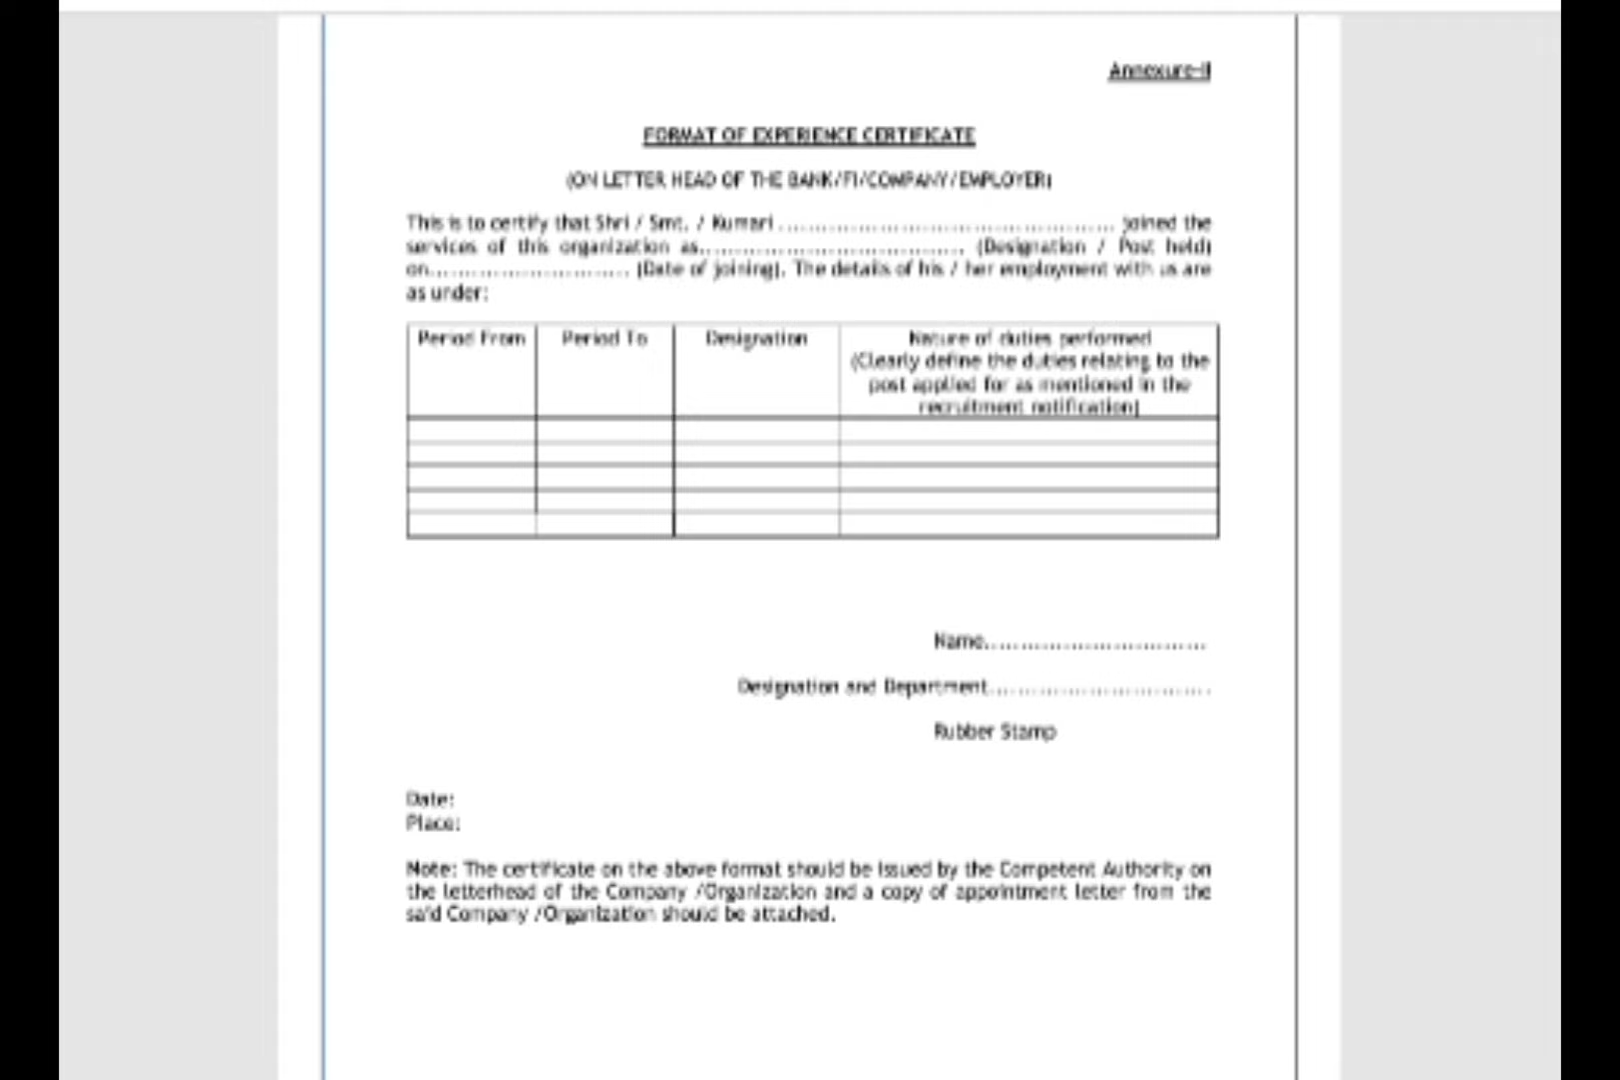 Annexure-II
FORMAT OF EXPERIENCE CERTIFICATE
(ON LETTER HEAD OF THE BANK/FI/COMPANY/EMPLOYER)
This is to certify that Shri / Smt. / Kumari ............................................ joined the
services of this organization as.................................. (Designation / Post held)
on.......................... (Date of joining). The details of his / her employment with us are
as under:
Period From
Period To
Designation
Nature of duties performed
(Clearly define the duties relating to the
post applied for as mentioned in the
recruitment notification)
Name.............................
Designation and Department.............................
Rubber Stamp
Date:
Place:
Note: The certificate on the above format should be issued by the Competent Authority on
the letterhead of the Company /Organization and a copy of appointment letter from the
said Company /Organization should be attached.